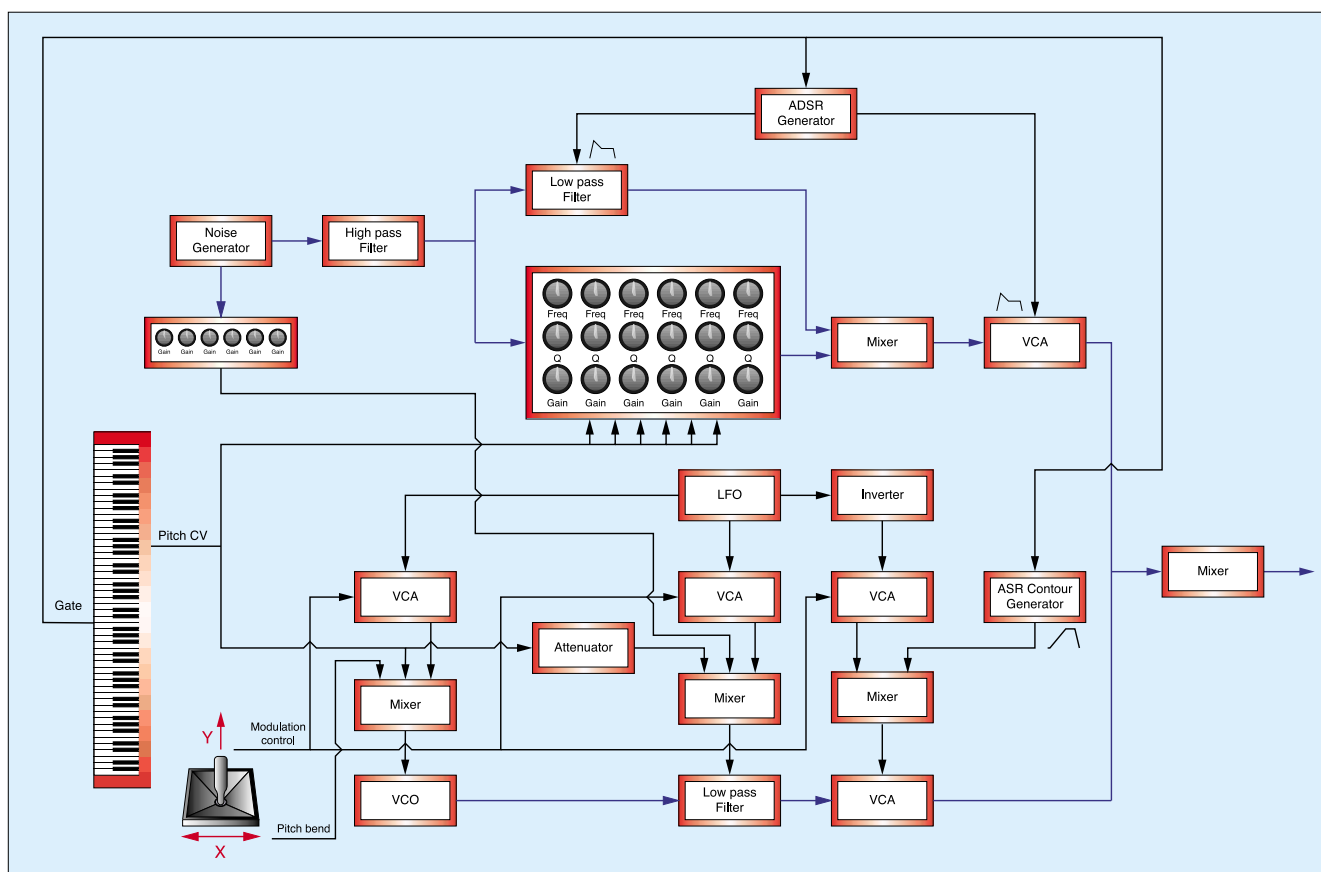 ADSR
Generator
Low pass
Filter
Noise
Generator
High pass
Filter
Freq Freq Freq Freq Freq Freq
Q Q Q Q Q Q
Gain Gain Gain Gain Gain Gain
Gain Gain Gain Gain Gain Gain
Mixer
VCA
Pitch CV
Gate
LFO
Inverter
VCA
VCA
VCA
ASR Contour
Generator
Mixer
Attenuator
Mixer
Mixer
Mixer
Modulation
control
Y
X
Pitch bend
VCO
Low pass
Filter
VCA